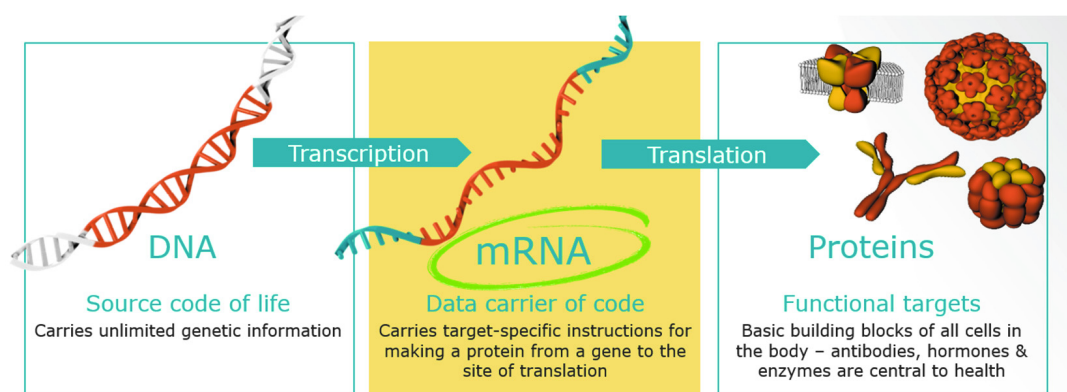 Transcription
Translation
DNA
mRNA
Proteins
Source code of life
Carries unlimited genetic information
Data carrier of code
Carries target-specific instructions for
making a protein from a gene to the
site of translation
Functional targets
Basic building blocks of all cells in
the body – antibodies, hormones &
enzymes are central to health